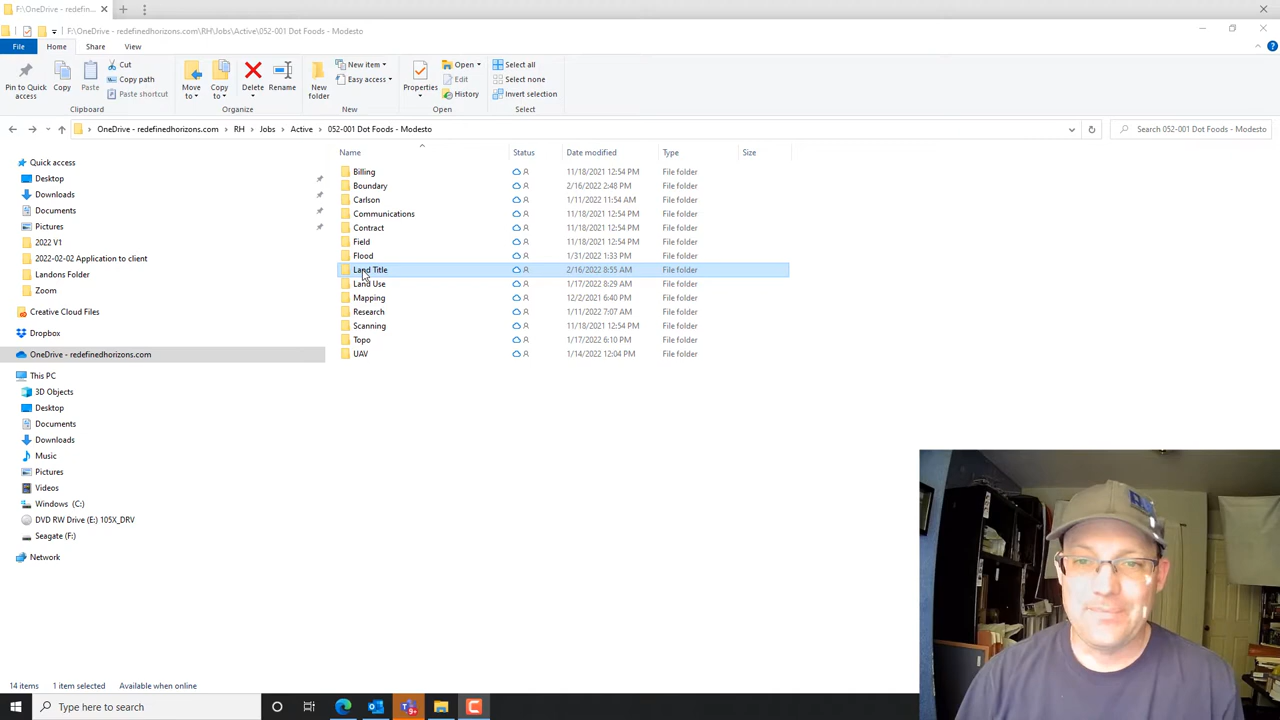 F:\OneDrive - redefin...
F:\OneDrive - redefinedhorizons.com\RH\Jobs\Active\052-001 Dot Foods - Modesto
File Home Share View
Pin to Quick access
Copy
Paste
Cut
Copy path
Paste shortcut
Clipboard
Move to
Copy to
Delete
Rename
Organize
New folder
New item
Easy access
New
Properties
Open
Edit
History
Open
Select all
Select none
Invert selection
Select
OneDrive - redefinedhorizons.com > RH > Jobs > Active > 052-001 Dot Foods - Modesto
Search 052-001 Dot Foods - Modesto
Quick access
Desktop
Downloads
Documents
Pictures
2022 V1
2022-02-02 Application to client
Landons Folder
Zoom
Creative Cloud Files
Dropbox
OneDrive - redefinedhorizons.com
This PC
3D Objects
Desktop
Documents
Downloads
Music
Pictures
Videos
Windows (C:)
DVD RW Drive (E:) 105X_DRV
Seagate (F:)
Network
Name Status Date modified Type Size
Billing 11/18/2021 12:54 PM File folder
Boundary 2/16/2022 2:48 PM File folder
Carlson 1/11/2022 11:54 AM File folder
Communications 11/18/2021 12:54 PM File folder
Contract 11/18/2021 12:54 PM File folder
Field 11/18/2021 12:54 PM File folder
Flood 1/31/2022 1:33 PM File folder
Land Title 2/16/2022 8:55 AM File folder
Land Use 1/17/2022 8:29 AM File folder
Mapping 12/2/2021 6:40 PM File folder
Research 1/11/2022 7:07 AM File folder
Scanning 11/18/2021 12:54 PM File folder
Topo 1/17/2022 6:10 PM File folder
UAV 1/14/2022 12:04 PM File folder
14 items 1 item selected Available when online
Type here to search
9+